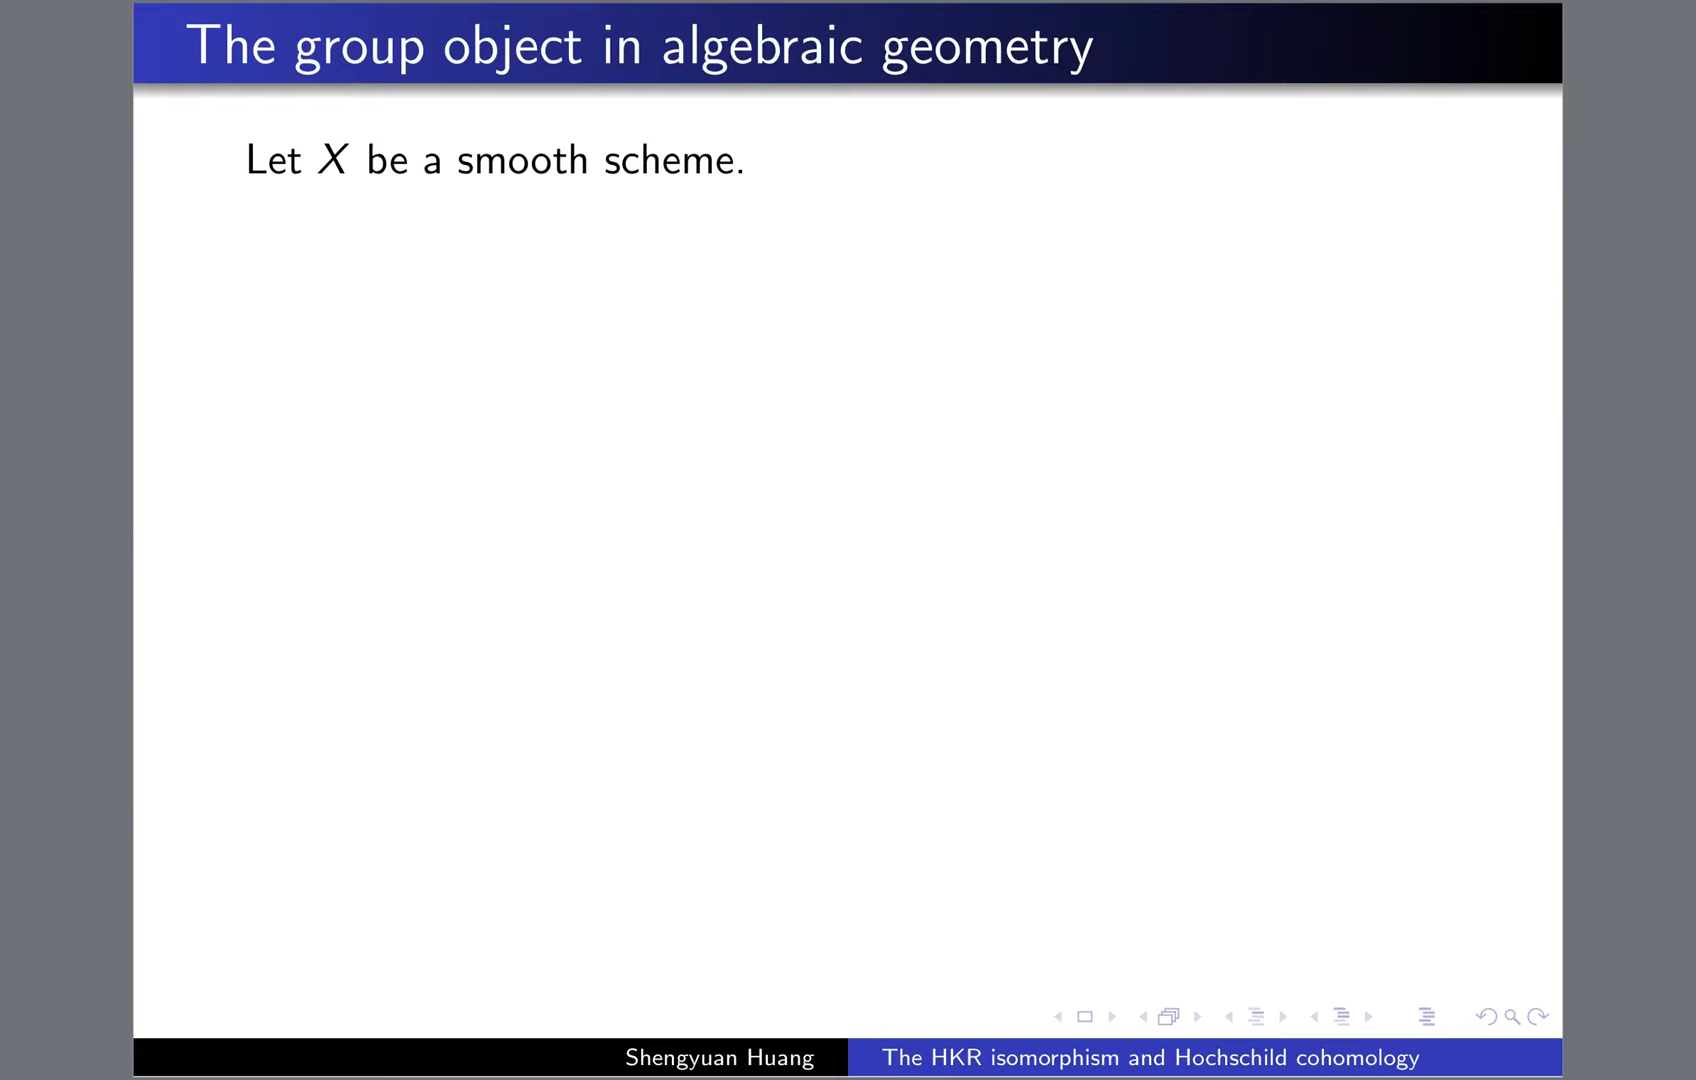 The group object in algebraic geometry
Let X be a smooth scheme.
Shengyuan Huang
The HKR isomorphism and Hochschild cohomology